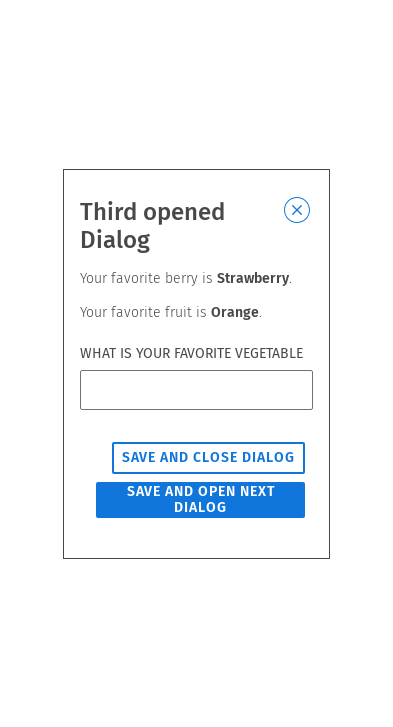 Third opened
Dialog
Your favorite berry is Strawberry.
Your favorite fruit is Orange.
WHAT IS YOUR FAVORITE VEGETABLE
SAVE AND CLOSE DIALOG
SAVE AND OPEN NEXT
DIALOG